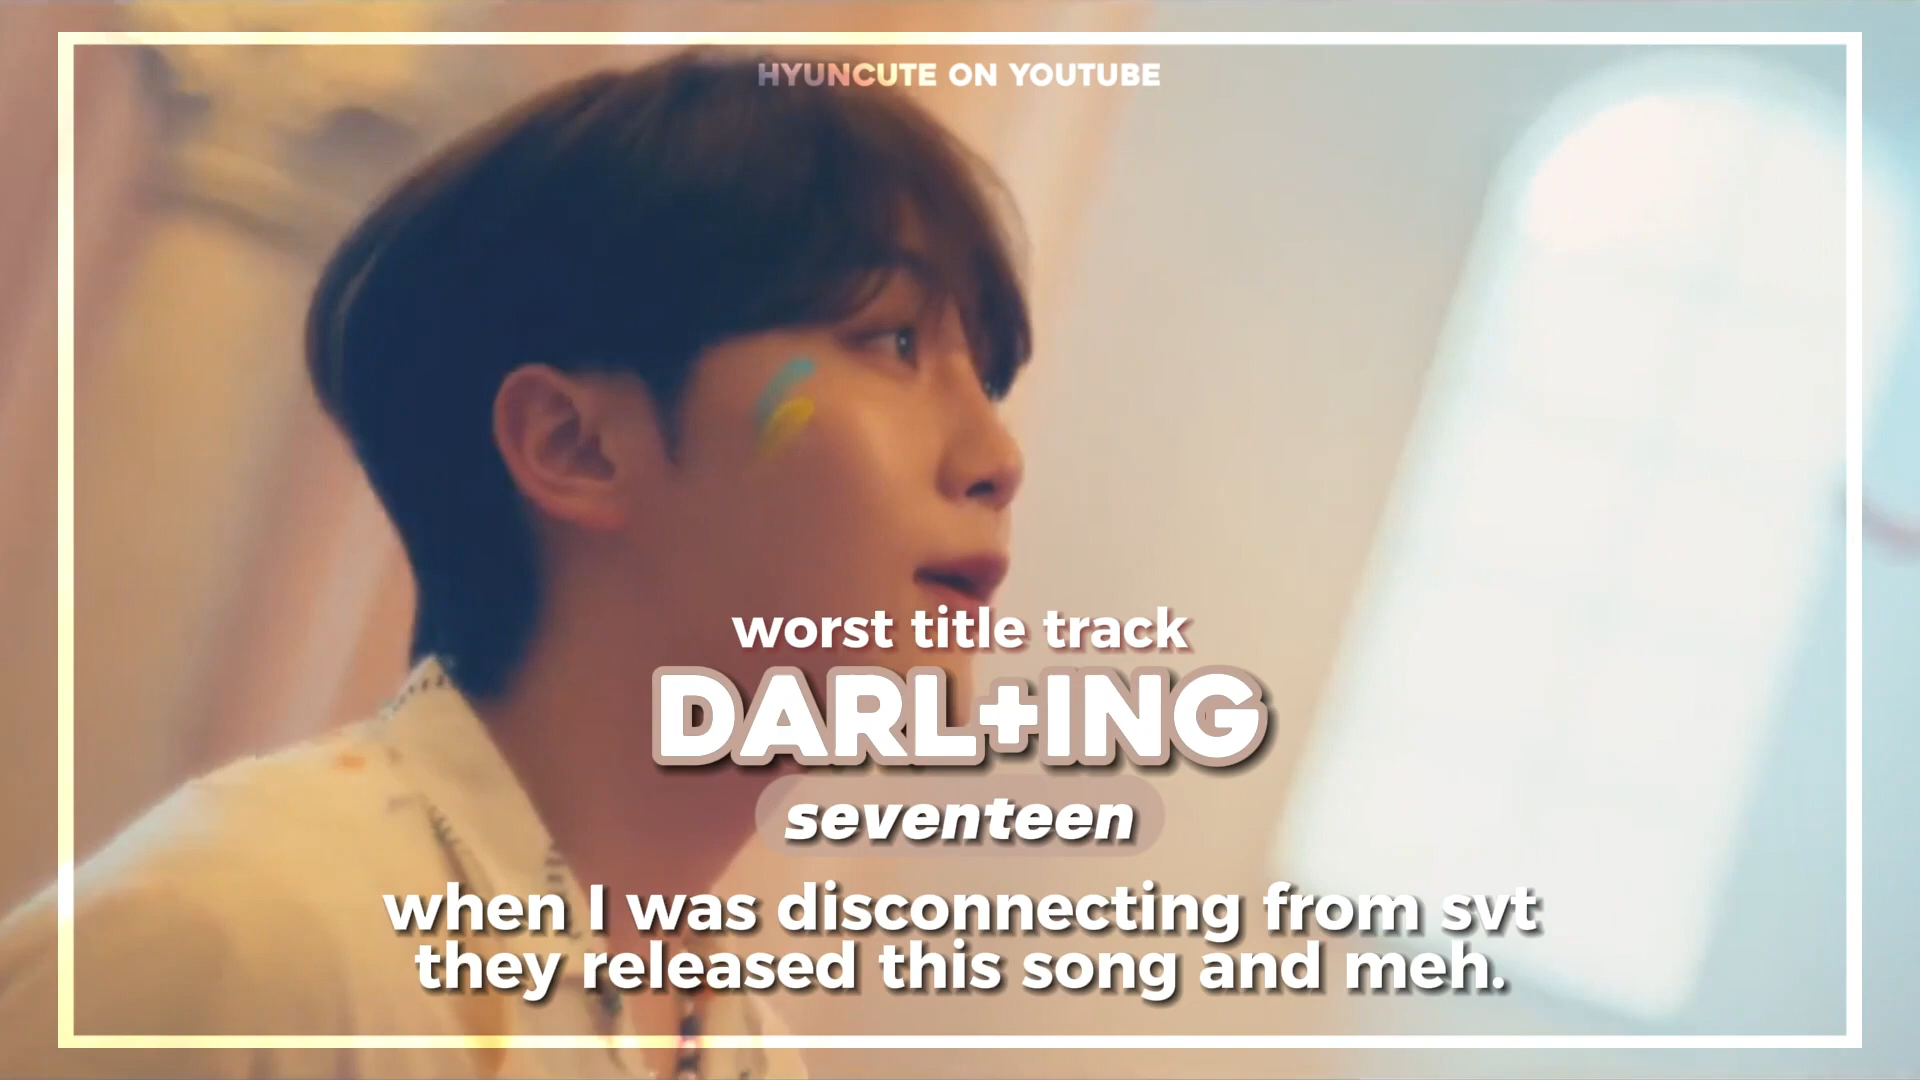 HYUNCUTE ON YOUTUBE
worst title track
DARL+ING
seventeen
when I was disconnecting from svt
they released this song and meh.